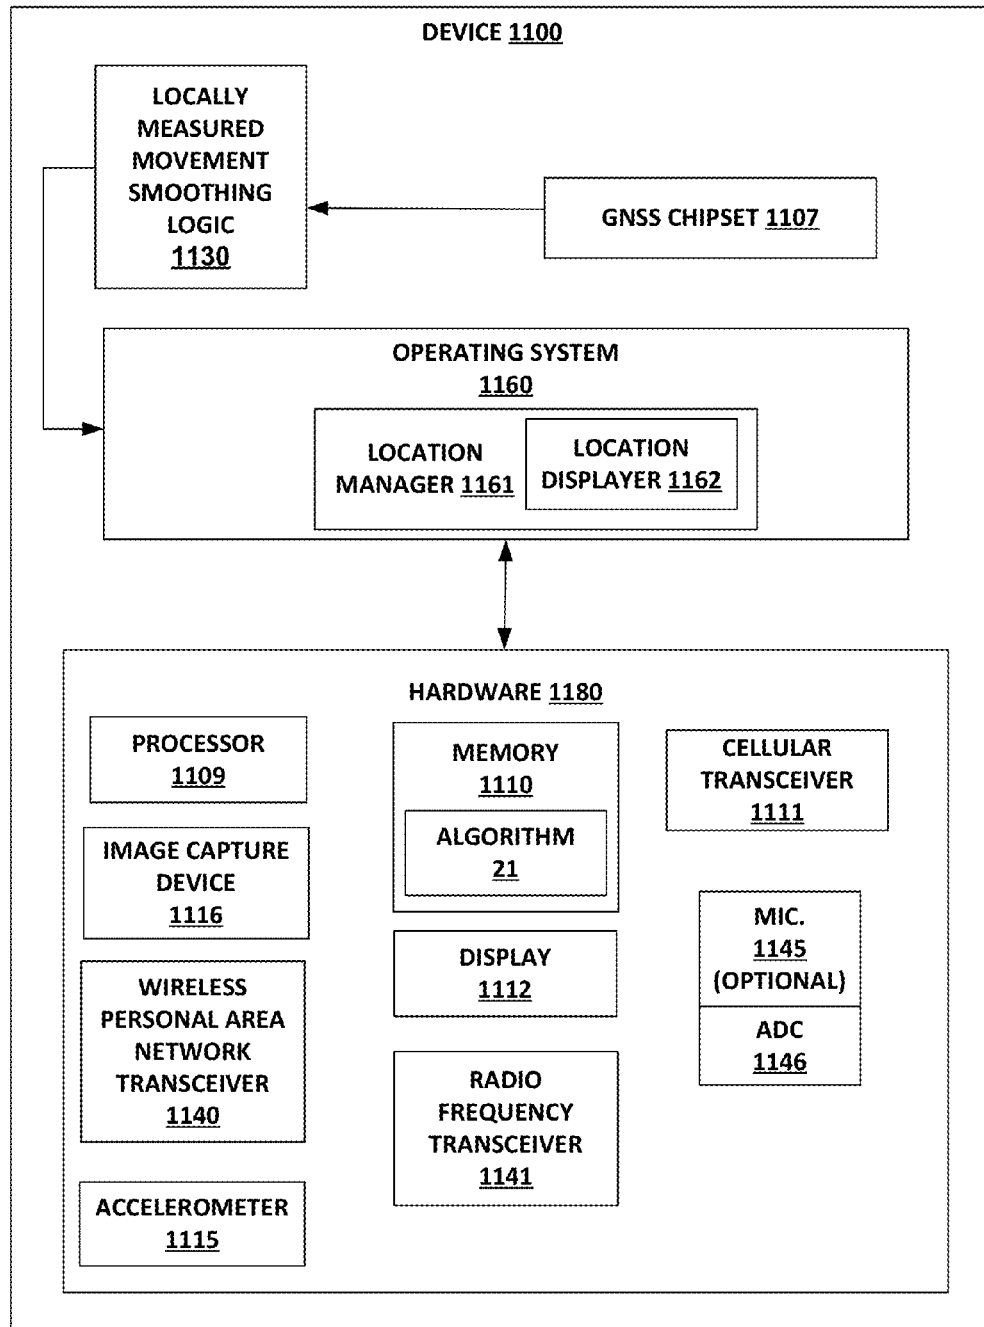 DEVICE 1100
LOCALLY
MEASURED
MOVEMENT
SMOOTHING
LOGIC
1130
GNSS CHIPSET 1107
OPERATING SYSTEM
1160
LOCATION
MANAGER 1161
LOCATION
DISPLAYER 1162
HARDWARE 1180
PROCESSOR
1109
IMAGE CAPTURE
DEVICE
1116
WIRELESS
PERSONAL AREA
NETWORK
TRANSCEIVER
1140
ACCELEROMETER
1115
MEMORY
1110
ALGORITHM
21
DISPLAY
1112
RADIO
FREQUENCY
TRANSCEIVER
1141
CELLULAR
TRANSCEIVER
1111
MIC.
1145
(OPTIONAL)
ADC
1146